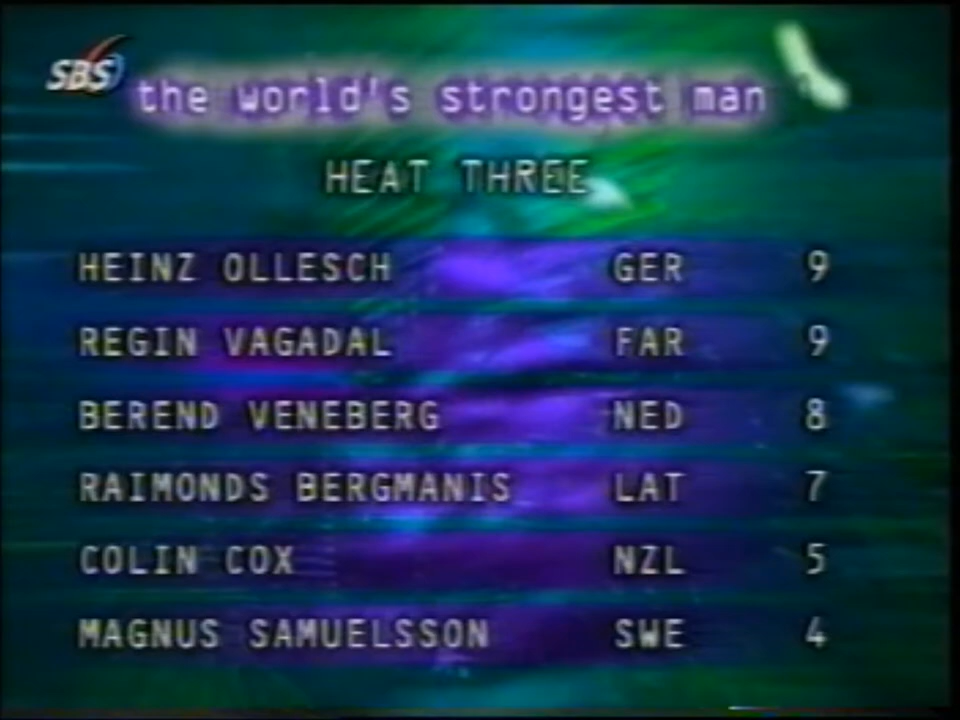 SBS
the world's strongest man
HEAT THREE
HEINZ OLLESCH GER 9
REGIN VAGADAL FAR 9
BEREND VENEBERG NED 8
RAIMONDS BERGMANIS LAT 7
COLIN COX NZL 5
MAGNUS SAMUELSSON SWE 4